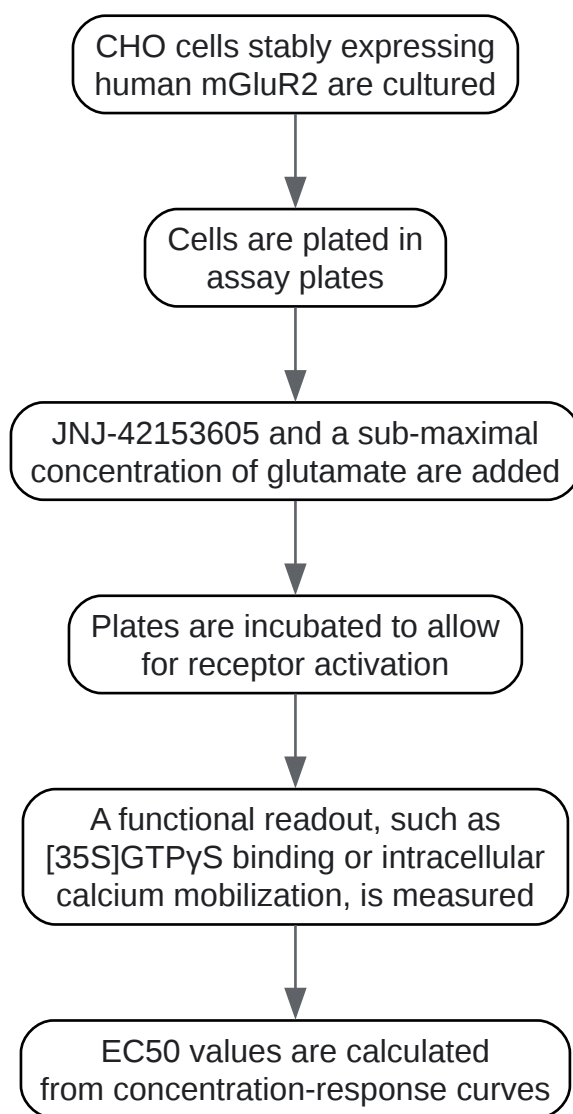 CHO cells stably expressing
human mGluR2 are cultured
Cells are plated in
assay plates
JNJ-42153605 and a sub-maximal
concentration of glutamate are added
Plates are incubated to allow
for receptor activation
A functional readout, such as
[35S]GTPγS binding or intracellular
calcium mobilization, is measured
EC50 values are calculated
from concentration-response curves